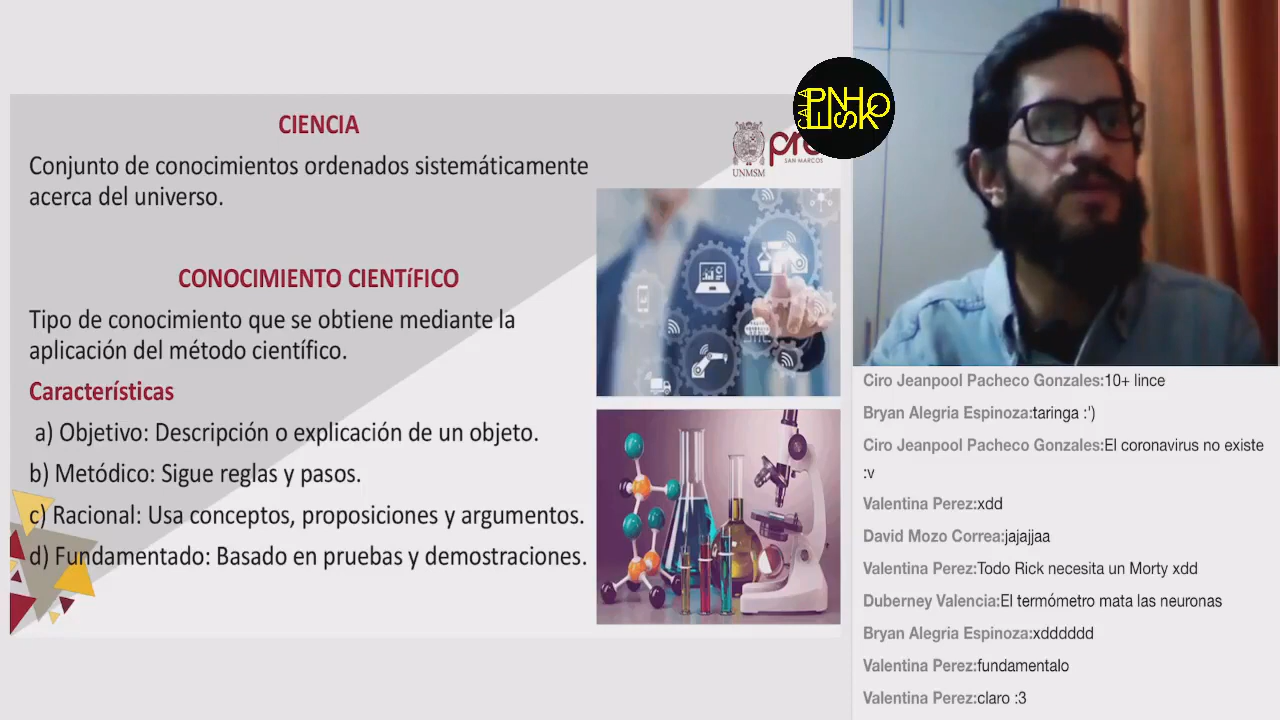 CIENCIA
Conjunto de conocimientos ordenados sistemáticamente
acerca del universo.
CONOCIMIENTO CIENTíFICO
Tipo de conocimiento que se obtiene mediante la
aplicación del método científico.
Características
a) Objetivo: Descripción o explicación de un objeto.
b) Metódico: Sigue reglas y pasos.
c) Racional: Usa conceptos, proposiciones y argumentos.
d) Fundamentado: Basado en pruebas y demostraciones.
UNMSM
SAN MARCOS
CALA
Ciro Jeanpool Pacheco Gonzales:10+ lince
Bryan Alegria Espinoza:taringa :')
Ciro Jeanpool Pacheco Gonzales:El coronavirus no existe
:v
Valentina Perez:xdd
David Mozo Correa:jajajjaa
Valentina Perez:Todo Rick necesita un Morty xdd
Duberney Valencia:El termómetro mata las neuronas
Bryan Alegria Espinoza:xdddddd
Valentina Perez:fundamentalo
Valentina Perez:claro :3